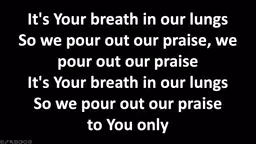 It's Your breath in our lungs
So we pour out our praise, we
pour out our praise
It's Your breath in our lungs
So we pour out our praise
to You only